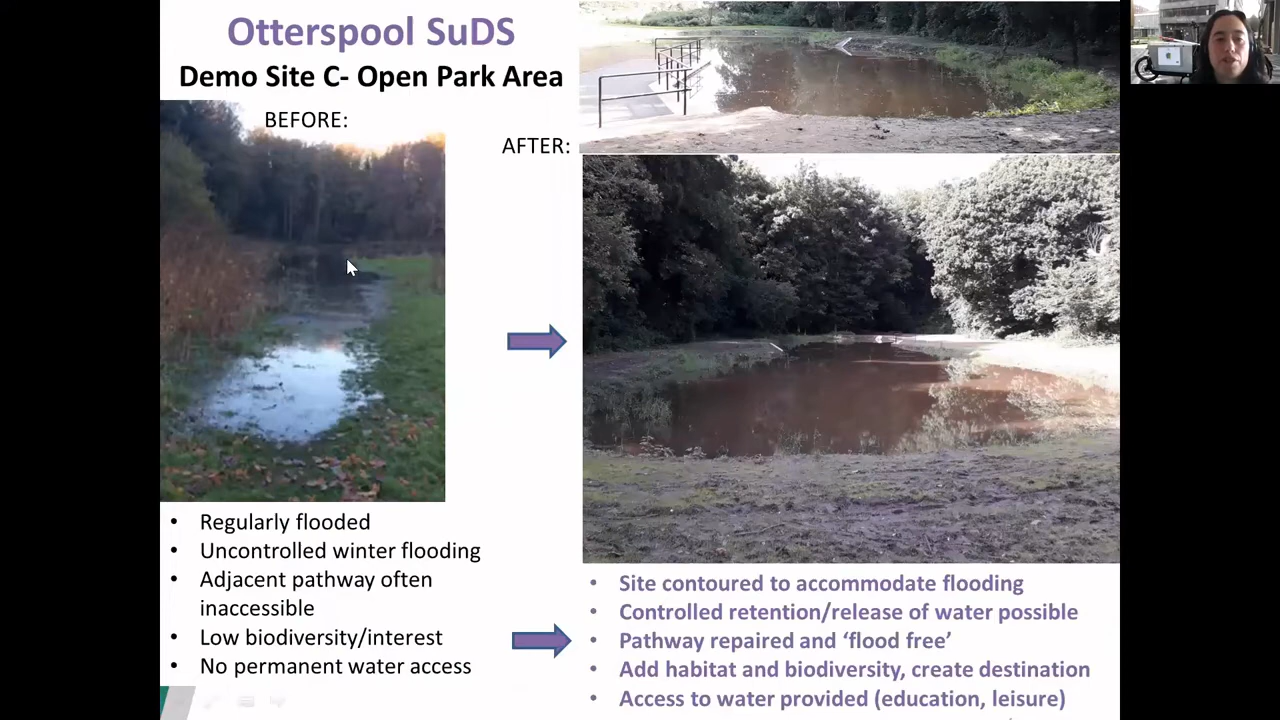 Otterspool SuDS
Demo Site C- Open Park Area
BEFORE:
AFTER:
• Regularly flooded
• Uncontrolled winter flooding
• Adjacent pathway often
inaccessible
• Low biodiversity/interest
• No permanent water access
• Site contoured to accommodate flooding
• Controlled retention/release of water possible
• Pathway repaired and ‘flood free’
• Add habitat and biodiversity, create destination
• Access to water provided (education, leisure)